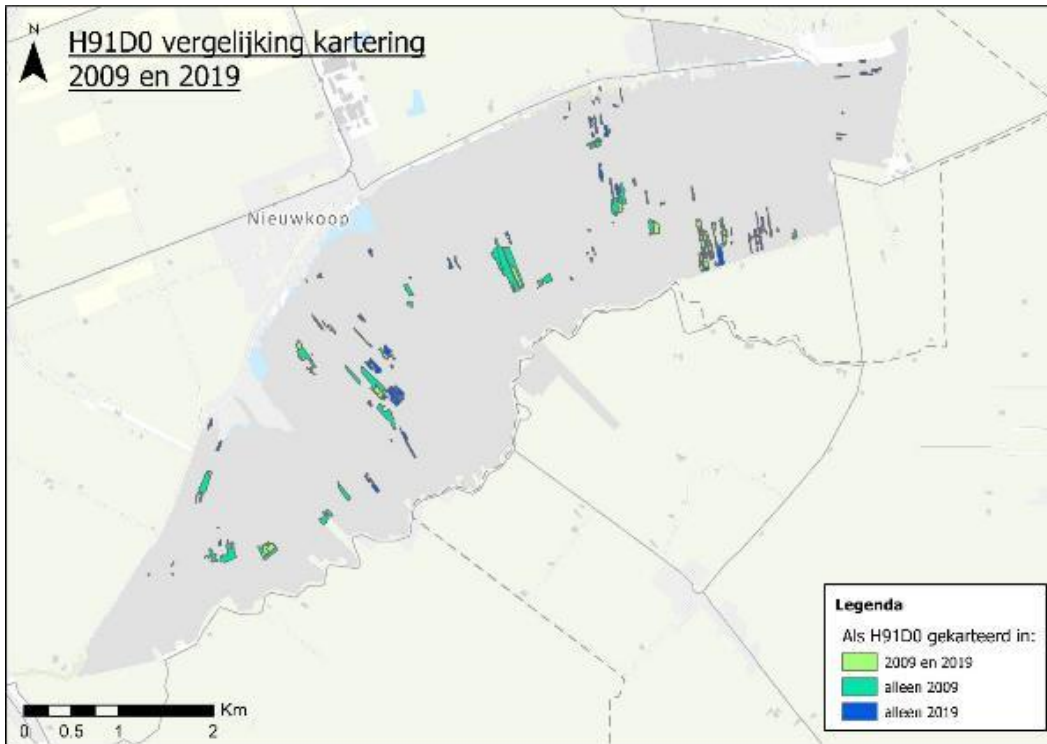 N
H91D0 vergelijking kartering
2009 en 2019
Nieuwkoop
Legenda
Als H91D0 gekarteerd in:
2009 en 2019
alleen 2009
alleen 2019
Km
0 0.5 1 2